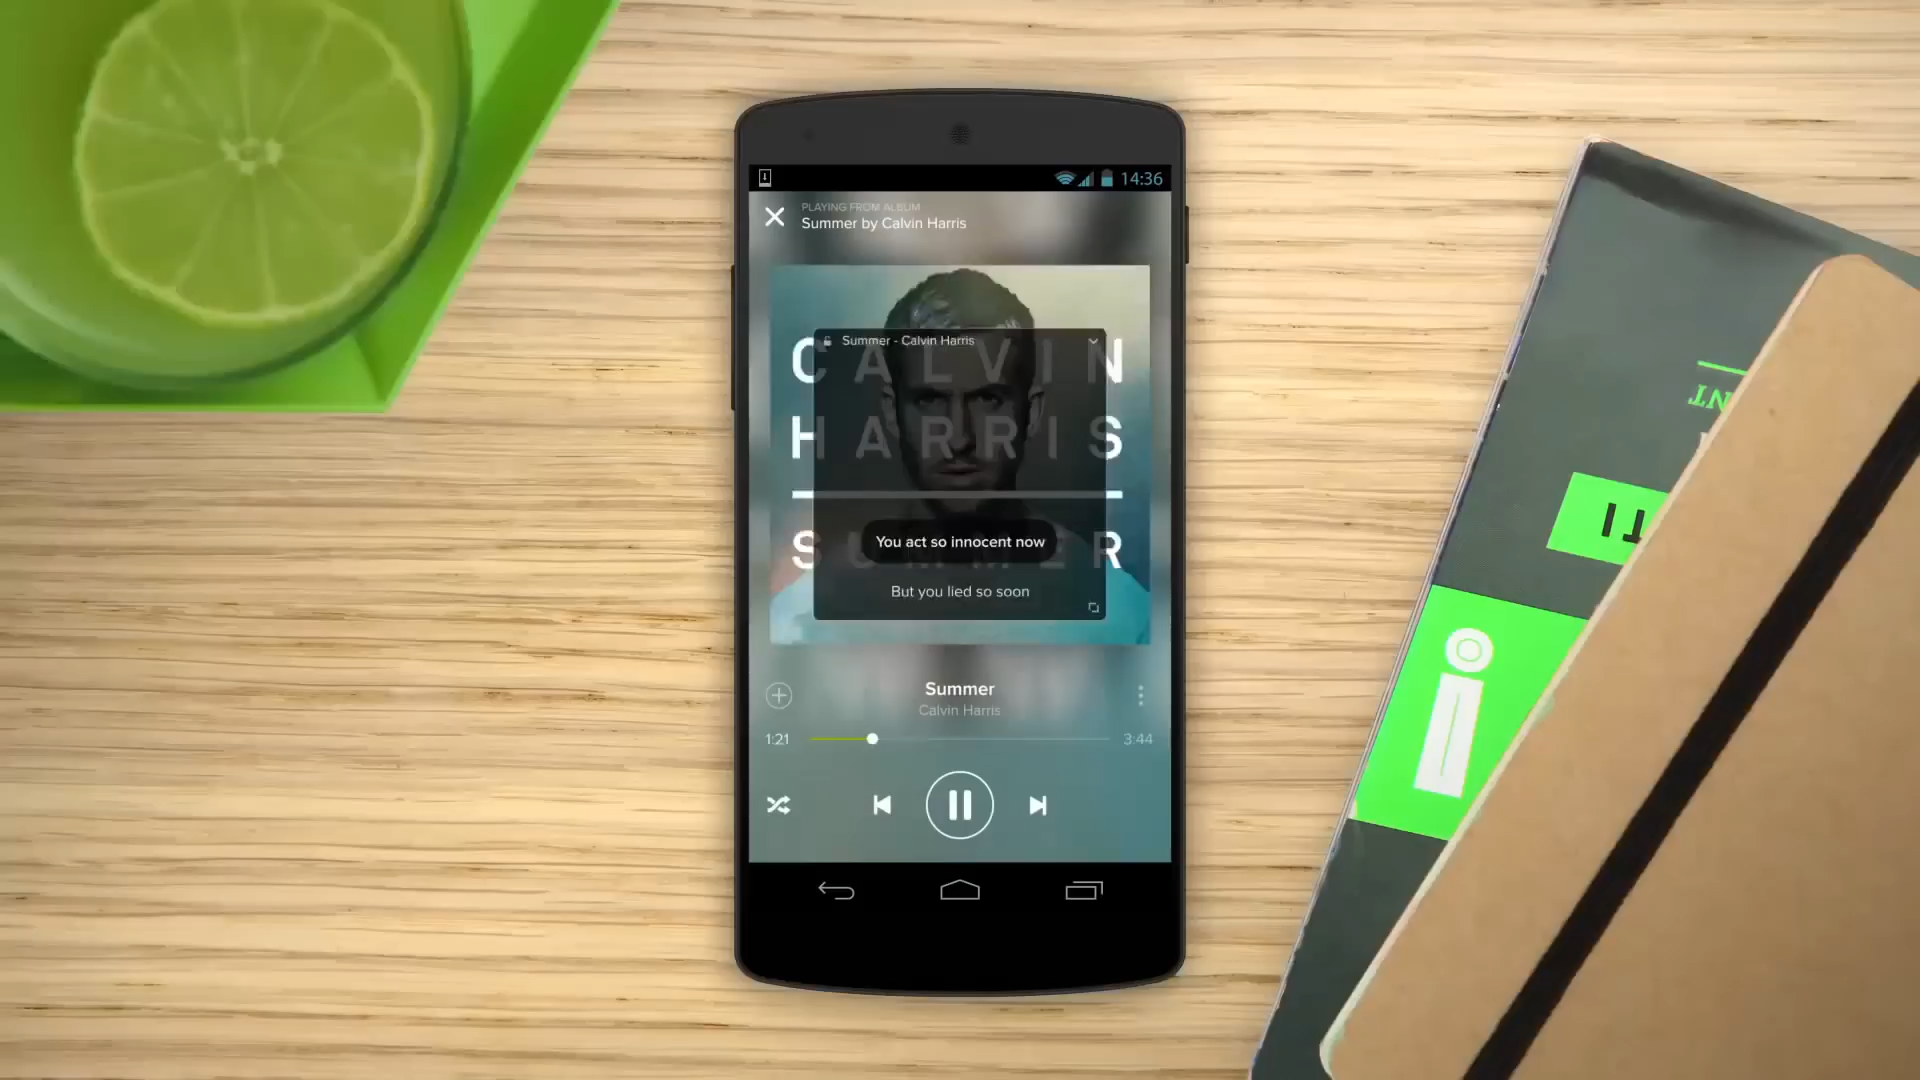 14:36
PLAYING FROM ALBUM
Summer by Calvin Harris
Summer - Calvin Harris
CALVIN
HARRIS
SUMMER
You act so innocent now
But you lied so soon
Summer
Calvin Harris
1:21
3:44